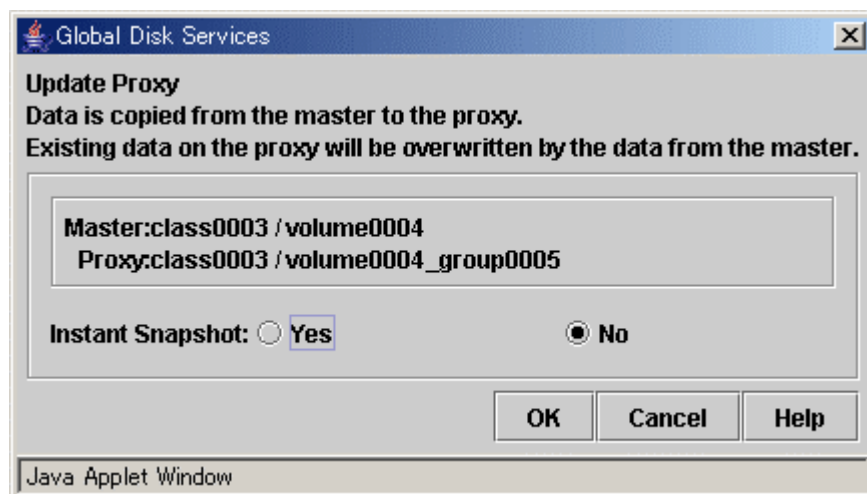 Global Disk Services
Update Proxy
Data is copied from the master to the proxy.
Existing data on the proxy will be overwritten by the data from the master.
Master:class0003 / volume0004
Proxy:class0003 / volume0004_group0005
Instant Snapshot: Yes No
OK Cancel Help
Java Applet Window